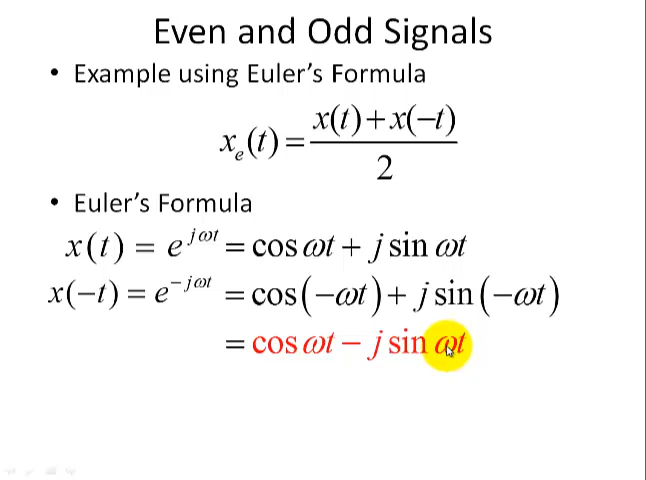 Even and Odd Signals
• Example using Euler's Formula
xₑ(t) = (x(t) + x(−t)) / 2
• Euler's Formula
x(t) = e^{jωt} = cos ωt + j sin ωt
x(−t) = e^{−jωt} = cos(−ωt) + j sin(−ωt)
= cos ωt − j sin ωt